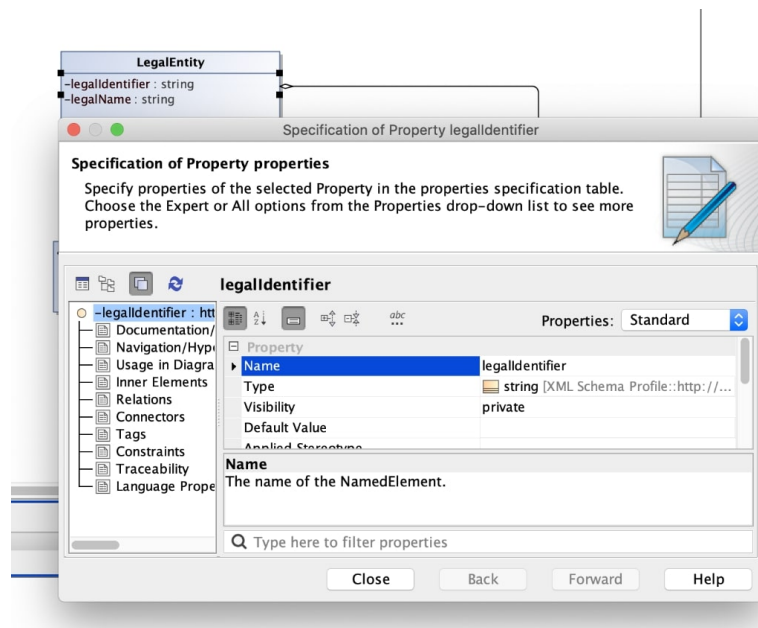 LegalEntity
-legalIdentifier : string
-legalName : string
Specification of Property legalIdentifier
Specification of Property properties
Specify properties of the selected Property in the properties specification table.
Choose the Expert or All options from the Properties drop-down list to see more
properties.
legalIdentifier
-legalIdentifier : htt
Documentation/
Navigation/Hype
Usage in Diagra
Inner Elements
Relations
Connectors
Tags
Constraints
Traceability
Language Prope
abc
Properties: Standard
Property
Name legalIdentifier
Type string [XML Schema Profile::http://...
Visibility private
Default Value
Applied Stereotype
Name
The name of the NamedElement.
Type here to filter properties
Close Back Forward Help